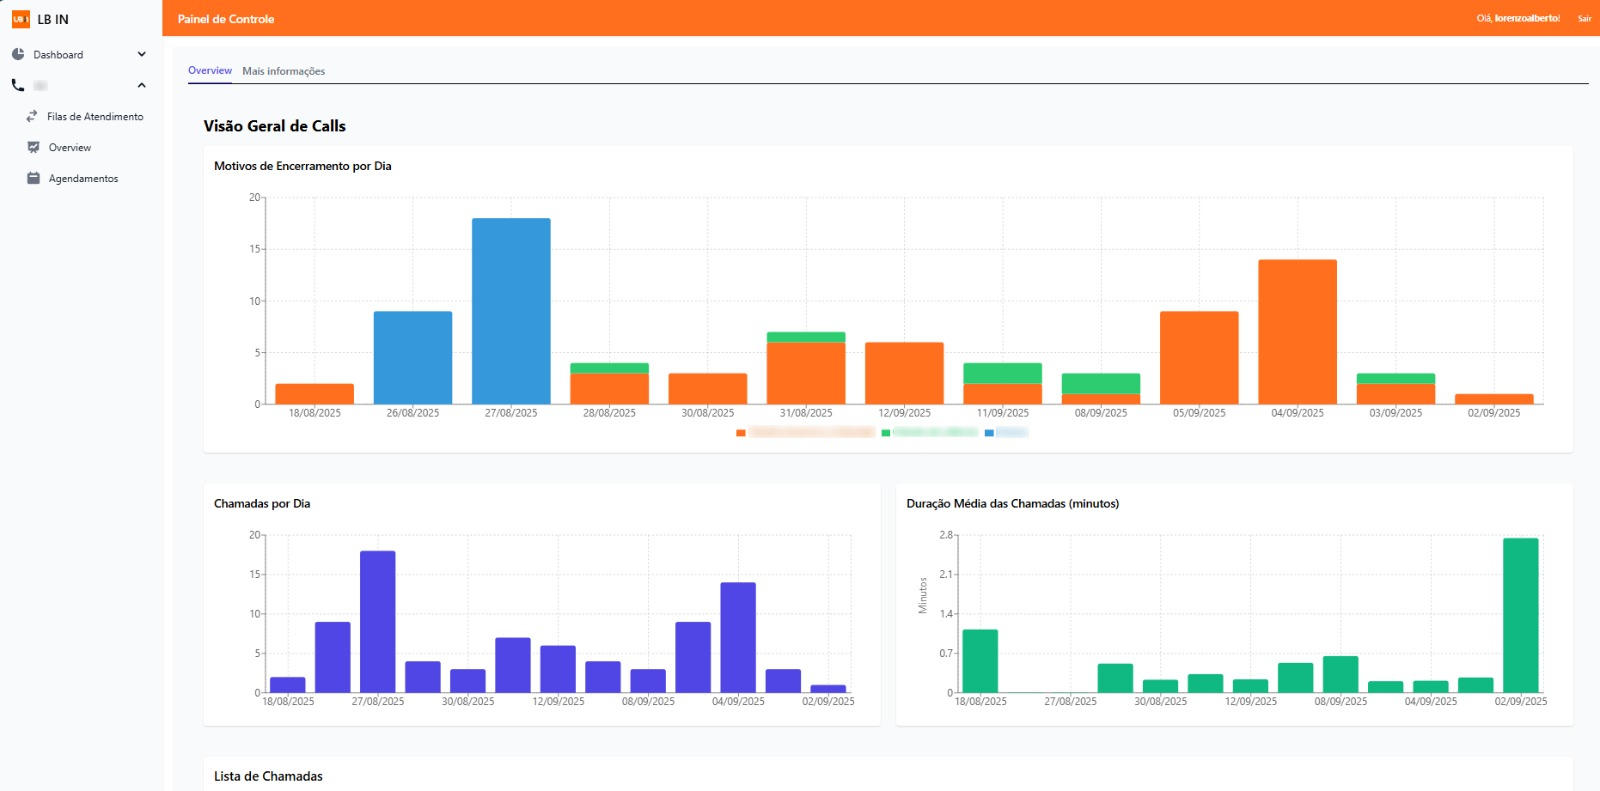 LB IN
Painel de Controle
Olá, lorenzoalberto!
Sair
Dashboard
Filas de Atendimento
Overview
Agendamentos
Overview
Mais informações
Visão Geral de Calls
Motivos de Encerramento por Dia
20
15
10
5
0
18/08/2025 26/08/2025 27/08/2025 28/08/2025 30/08/2025 31/08/2025 12/09/2025 11/09/2025 08/09/2025 05/09/2025 04/09/2025 03/09/2025 02/09/2025
Chamadas por Dia
20
15
10
5
0
18/08/2025 27/08/2025 30/08/2025 12/09/2025 08/09/2025 04/09/2025 02/09/2025
Duração Média das Chamadas (minutos)
Minutos
2.8
2.1
1.4
0.7
0
18/08/2025 27/08/2025 30/08/2025 12/09/2025 08/09/2025 04/09/2025 02/09/2025
Lista de Chamadas